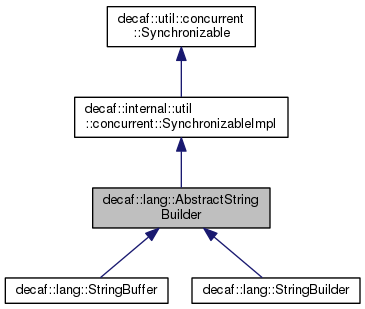 decaf::util::concurrent
::Synchronizable
decaf::internal::util
::concurrent::SynchronizableImpl
decaf::lang::AbstractString
Builder
decaf::lang::StringBuffer
decaf::lang::StringBuilder